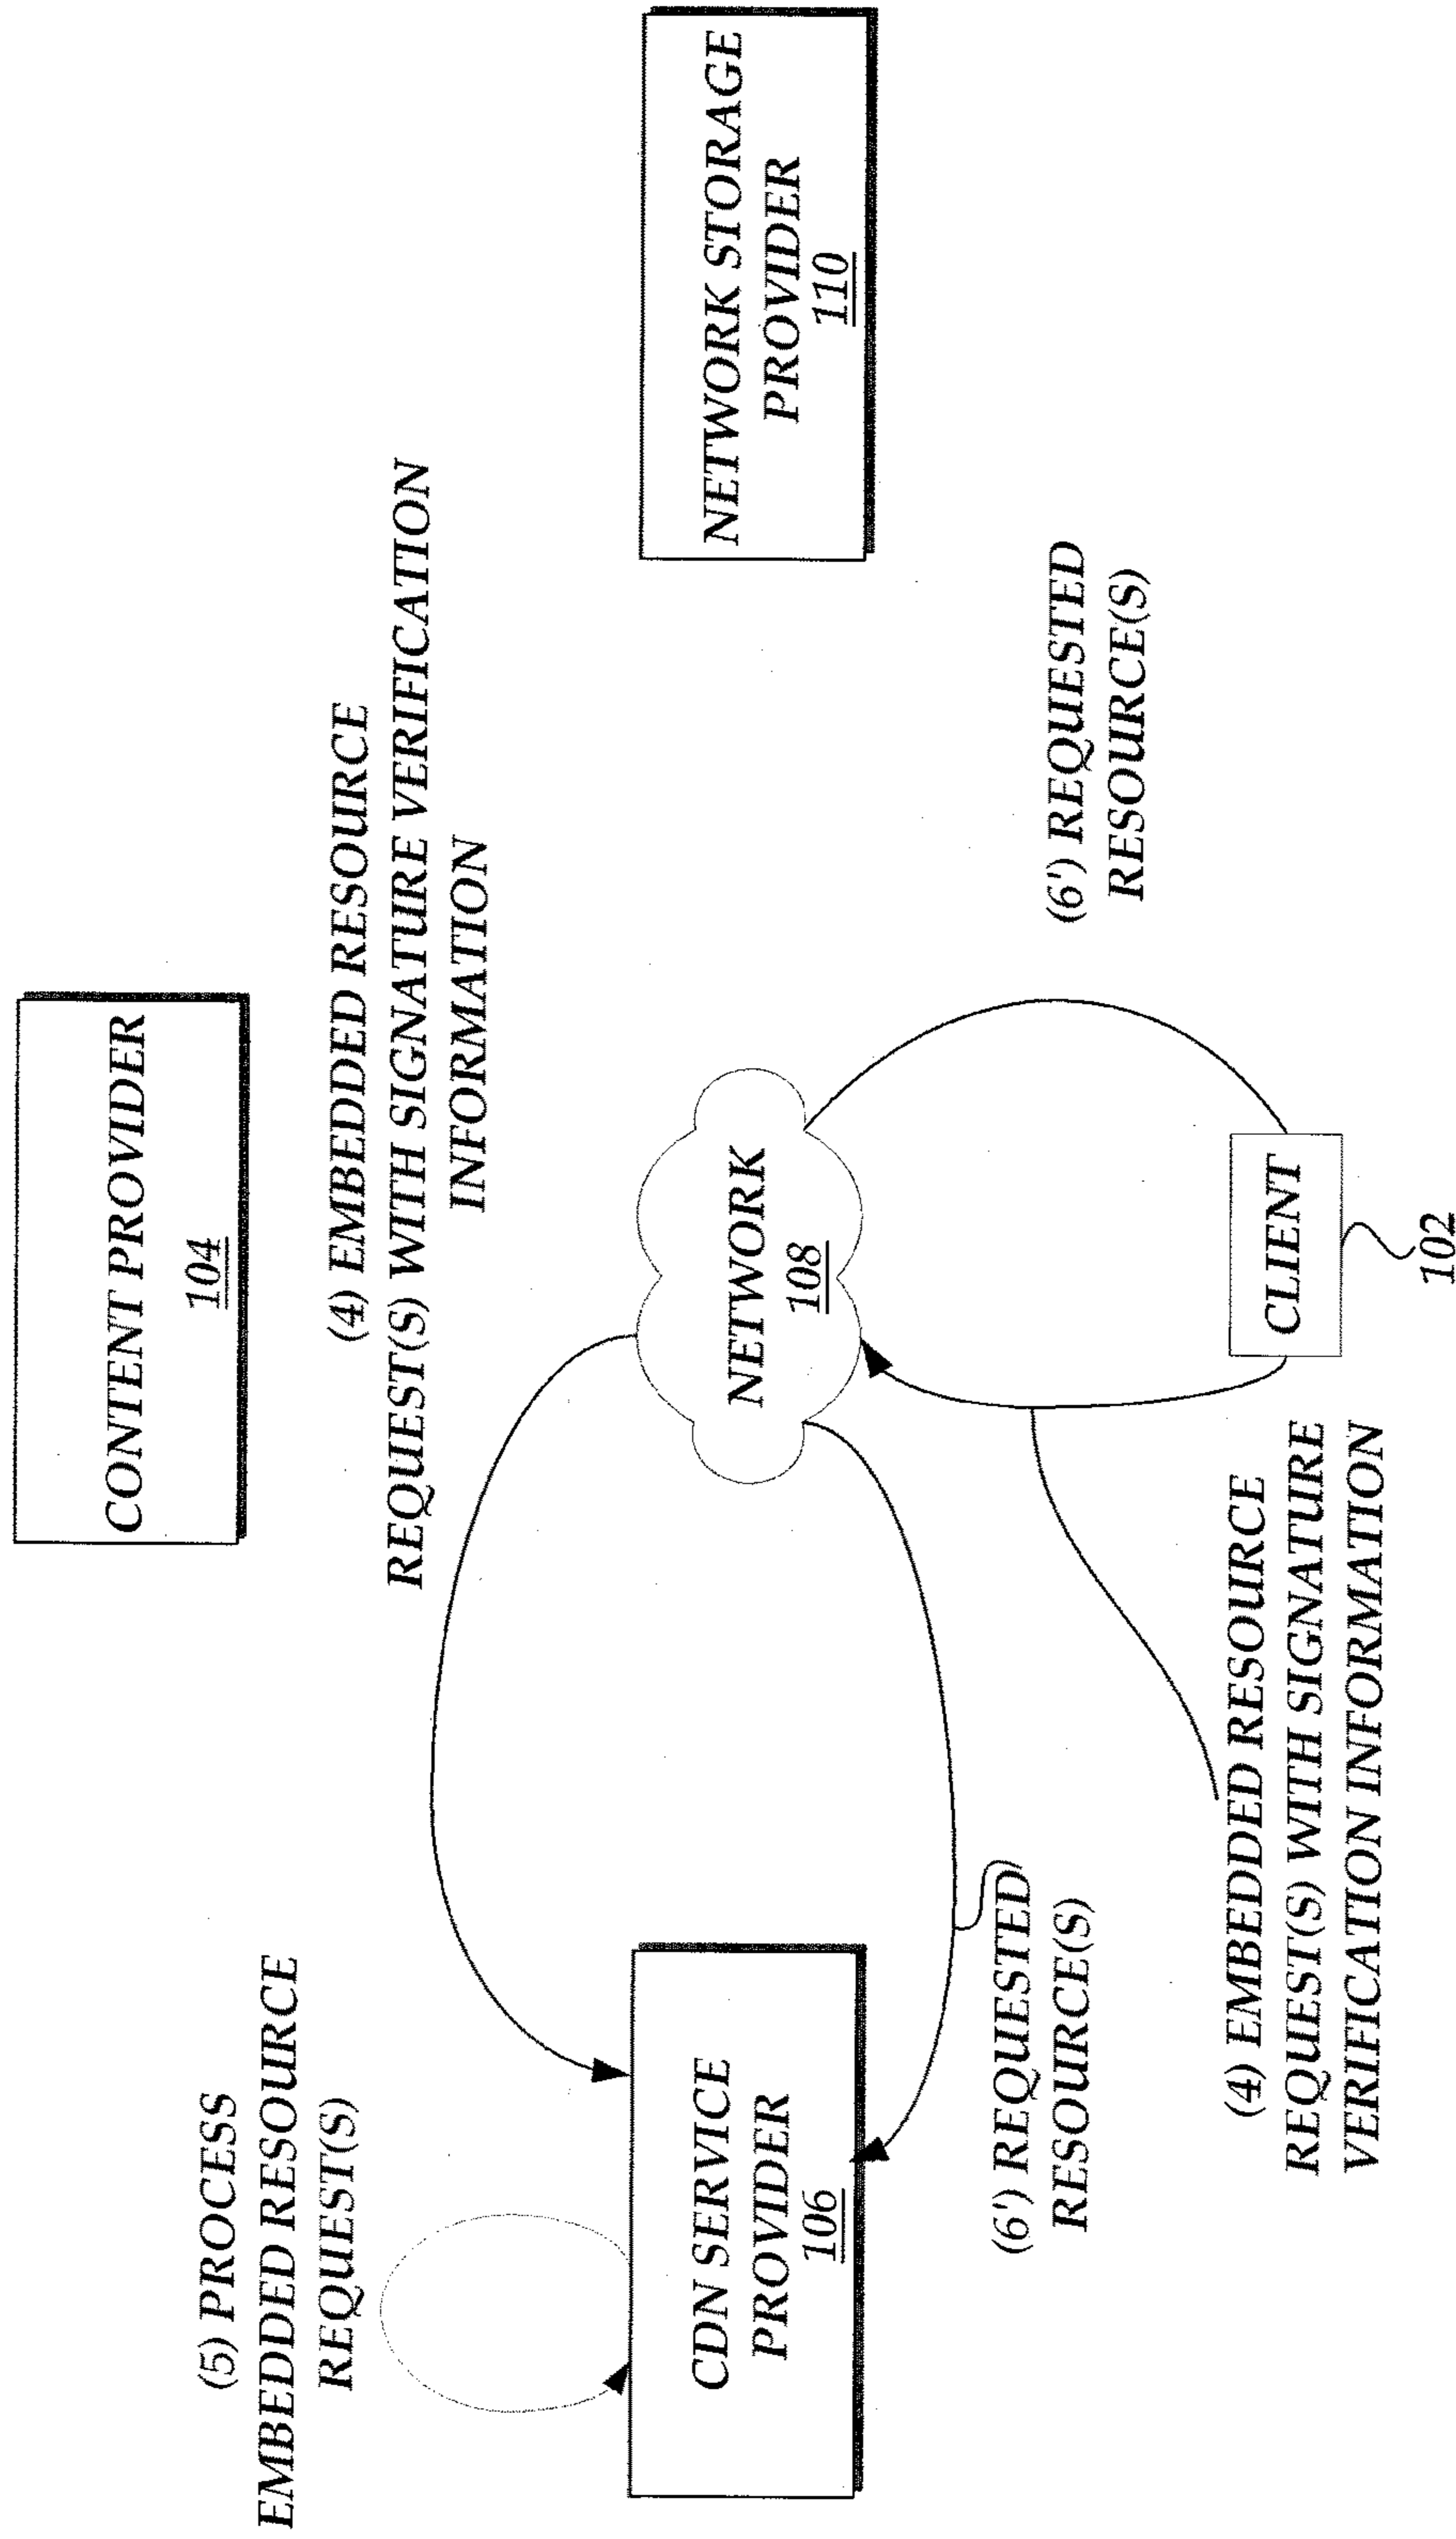 CONTENT PROVIDER
104
(5) PROCESS
EMBEDDED RESOURCE
REQUEST(S)
(4) EMBEDDED RESOURCE
REQUEST(S) WITH SIGNATURE VERIFICATION
INFORMATION
CDN SERVICE
PROVIDER
106
NETWORK
108
NETWORK STORAGE
PROVIDER
110
(6') REQUESTED
RESOURCE(S)
(6') REQUESTED
RESOURCE(S)
(4) EMBEDDED RESOURCE
REQUEST(S) WITH SIGNATURE
VERIFICATION INFORMATION
CLIENT
102